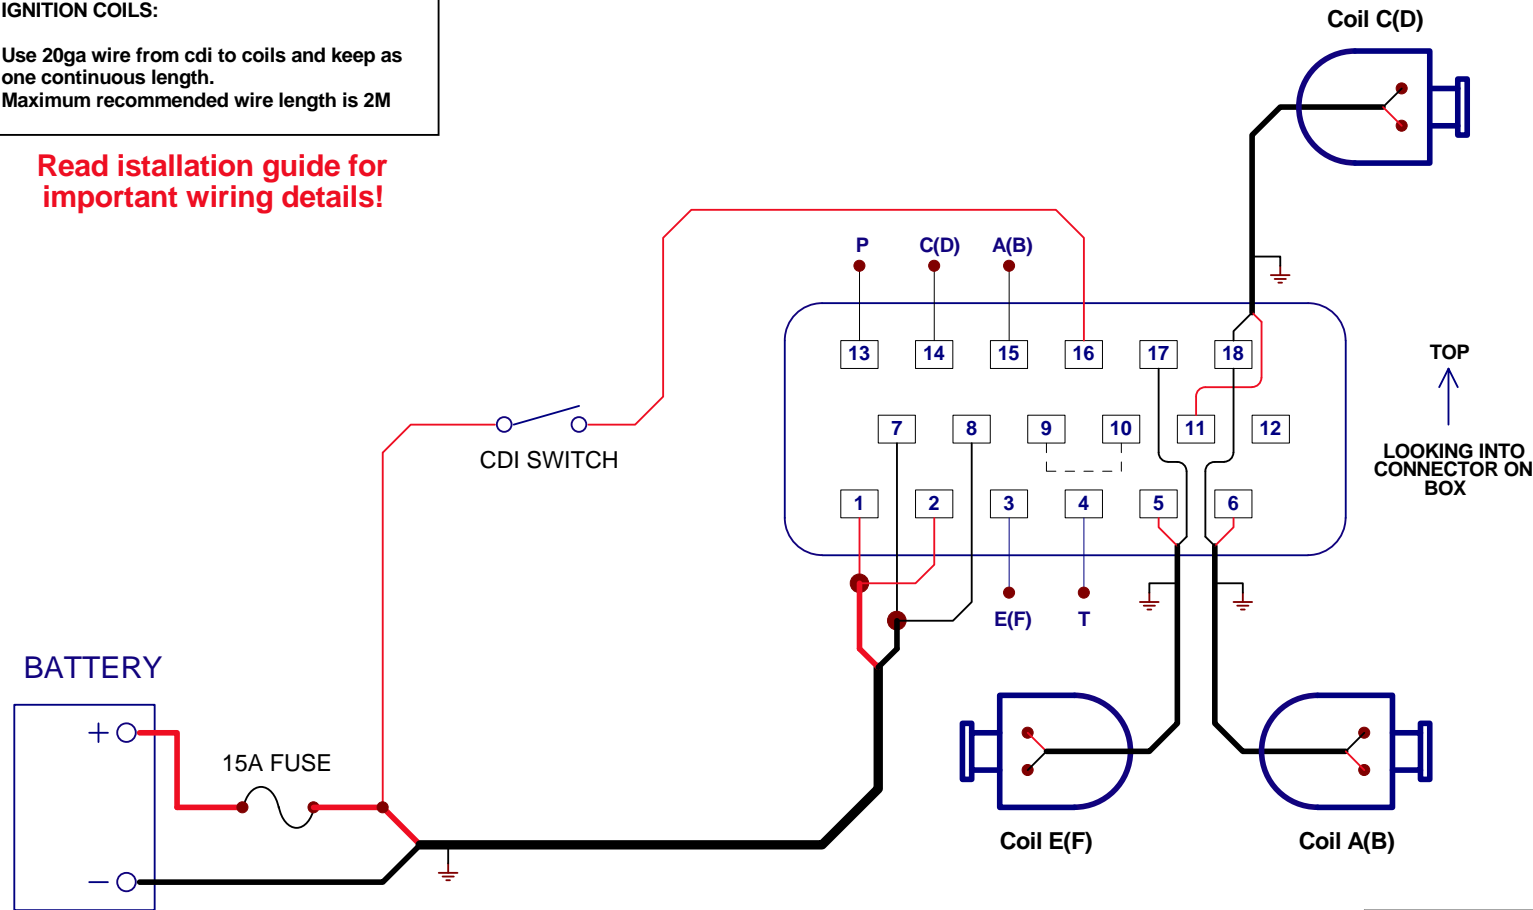 IGNITION COILS:
Use 20ga wire from cdi to coils and keep as
one continuous length.
Maximum recommended wire length is 2M
Read istallation guide for
important wiring details!
Coil C(D)
P
C(D)
A(B)
13
14
15
16
17
18
TOP
7
8
9
10
11
12
CDI SWITCH
LOOKING INTO
CONNECTOR ON
BOX
1
2
3
4
5
6
E(F)
T
BATTERY
+
15A FUSE
Coil E(F)
Coil A(B)
−